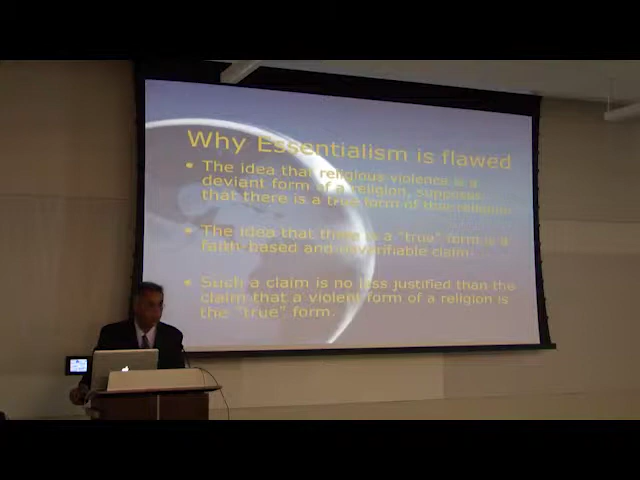 Why Essentialism is flawed
• The idea that religious violence is a
deviant form of a religion, supposes
that there is a true form of that religion.
• The idea that there is a "true" form is a
faith-based and unverifiable claim.
• Such a claim is no less justified than the
claim that a violent form of a religion is
the "true" form.